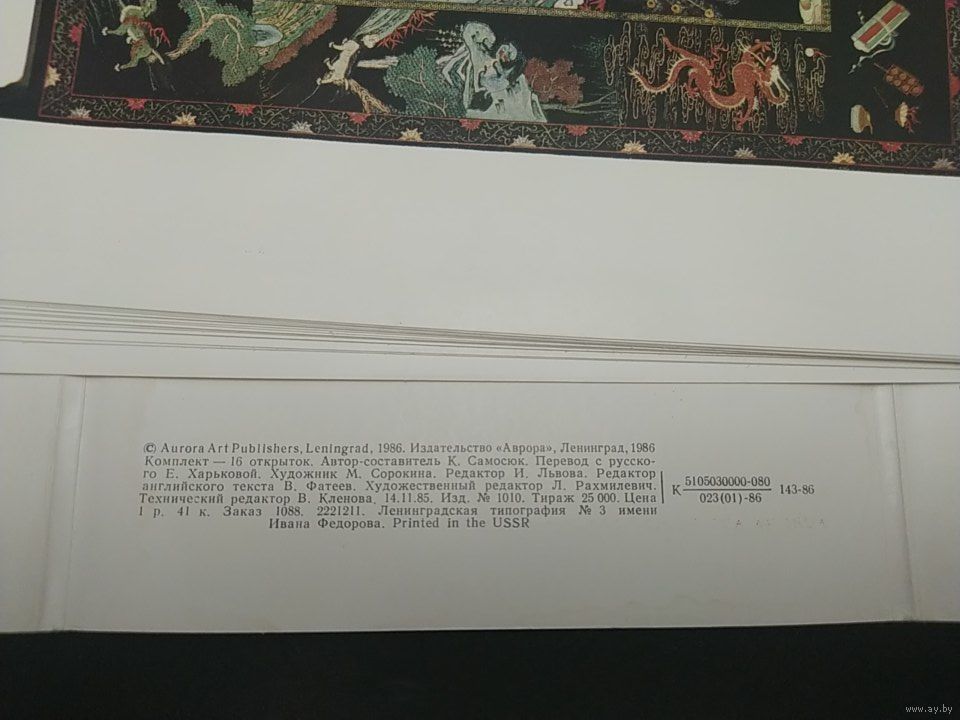 © Aurora Art Publishers, Leningrad, 1986. Издательство «Аврора», Ленинград, 1986
Комплект — 16 открыток. Автор-составитель К. Самосюк. Перевод с русско-
го Е. Харьковой. Художник М. Сорокина. Редактор И. Львова. Редактор
английского текста В. Фатеев. Художественный редактор Л. Рахмилевич.
Технический редактор В. Кленова. 14.11.85. Изд. № 1010. Тираж 25 000. Цена
1 р. 41 к. Заказ 1088. 2221211. Ленинградская типография № 3 имени
Ивана Федорова. Printed in the USSR
К 5105030000-080 143-86
023(01)-86
www.ay.by